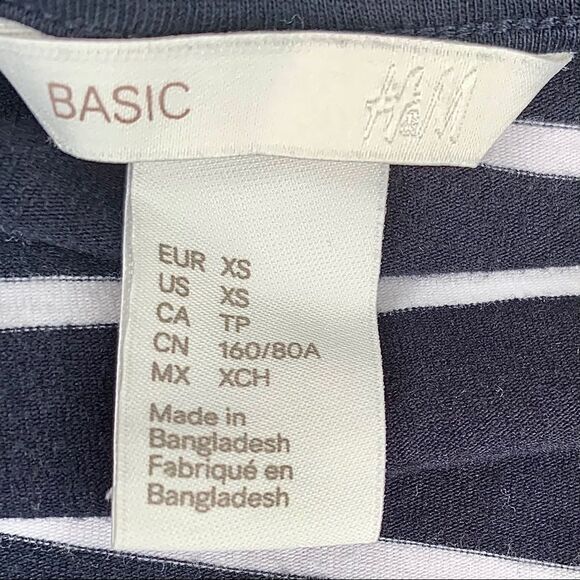 BASIC
H&M
EUR XS
US XS
CA TP
CN 160/80A
MX XCH
Made in
Bangladesh
Fabriqué en
Bangladesh